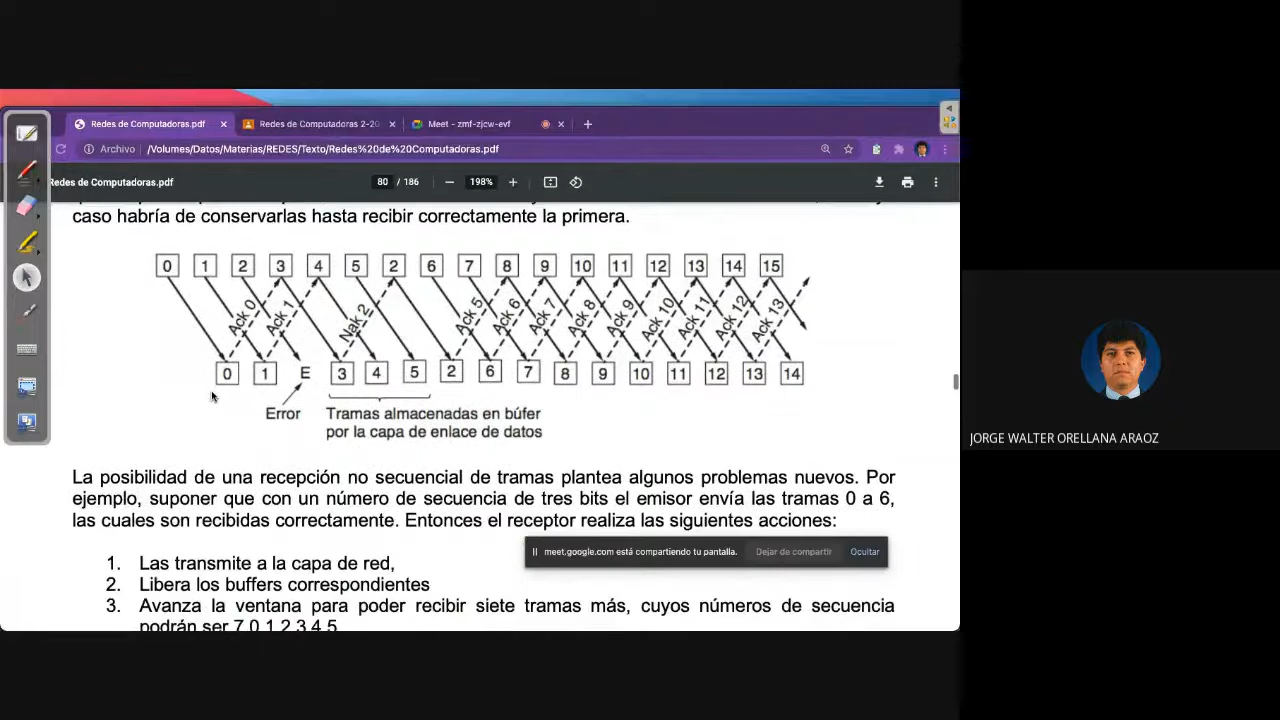 Redes de Computadoras.pdf
Redes de Computadoras 2-20
Meet - zmf-zjcw-evf
Archivo /Volumes/Datos/Materias/REDES/Texto/Redes%20de%20Computadoras.pdf
Redes de Computadoras.pdf 80 / 186 198%
caso habría de conservarlas hasta recibir correctamente la primera.
0 1 2 3 4 5 2 6 7 8 9 10 11 12 13 14 15
Ack 0 Ack 1 Nak 2 Ack 5 Ack 6 Ack 7 Ack 8 Ack 9 Ack 10 Ack 11 Ack 12 Ack 13
0 1 E 3 4 5 2 6 7 8 9 10 11 12 13 14
Error Tramas almacenadas en búfer
por la capa de enlace de datos
JORGE WALTER ORELLANA ARAOZ
La posibilidad de una recepción no secuencial de tramas plantea algunos problemas nuevos. Por
ejemplo, suponer que con un número de secuencia de tres bits el emisor envía las tramas 0 a 6,
las cuales son recibidas correctamente. Entonces el receptor realiza las siguientes acciones:
meet.google.com está compartiendo tu pantalla. Dejar de compartir Ocultar
1. Las transmite a la capa de red,
2. Libera los buffers correspondientes
3. Avanza la ventana para poder recibir siete tramas más, cuyos números de secuencia
podrán ser 7,0,1,2,3,4,5